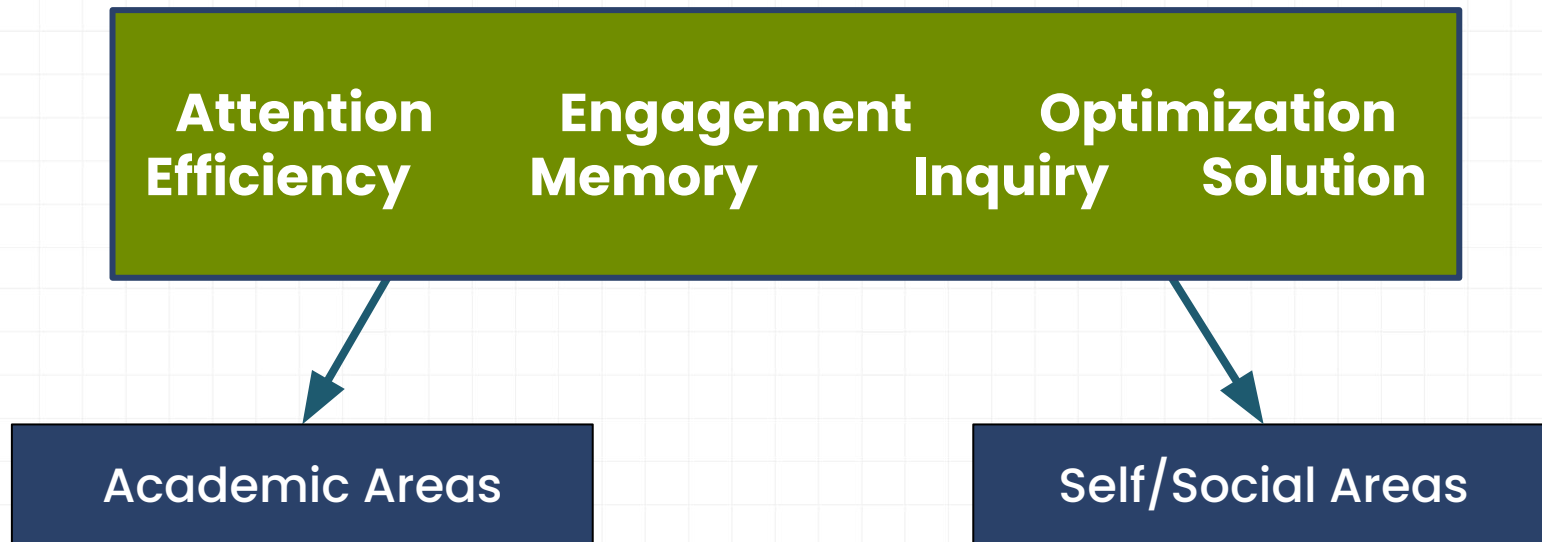 Attention Engagement Optimization
Efficiency Memory Inquiry Solution
Academic Areas
Self/Social Areas